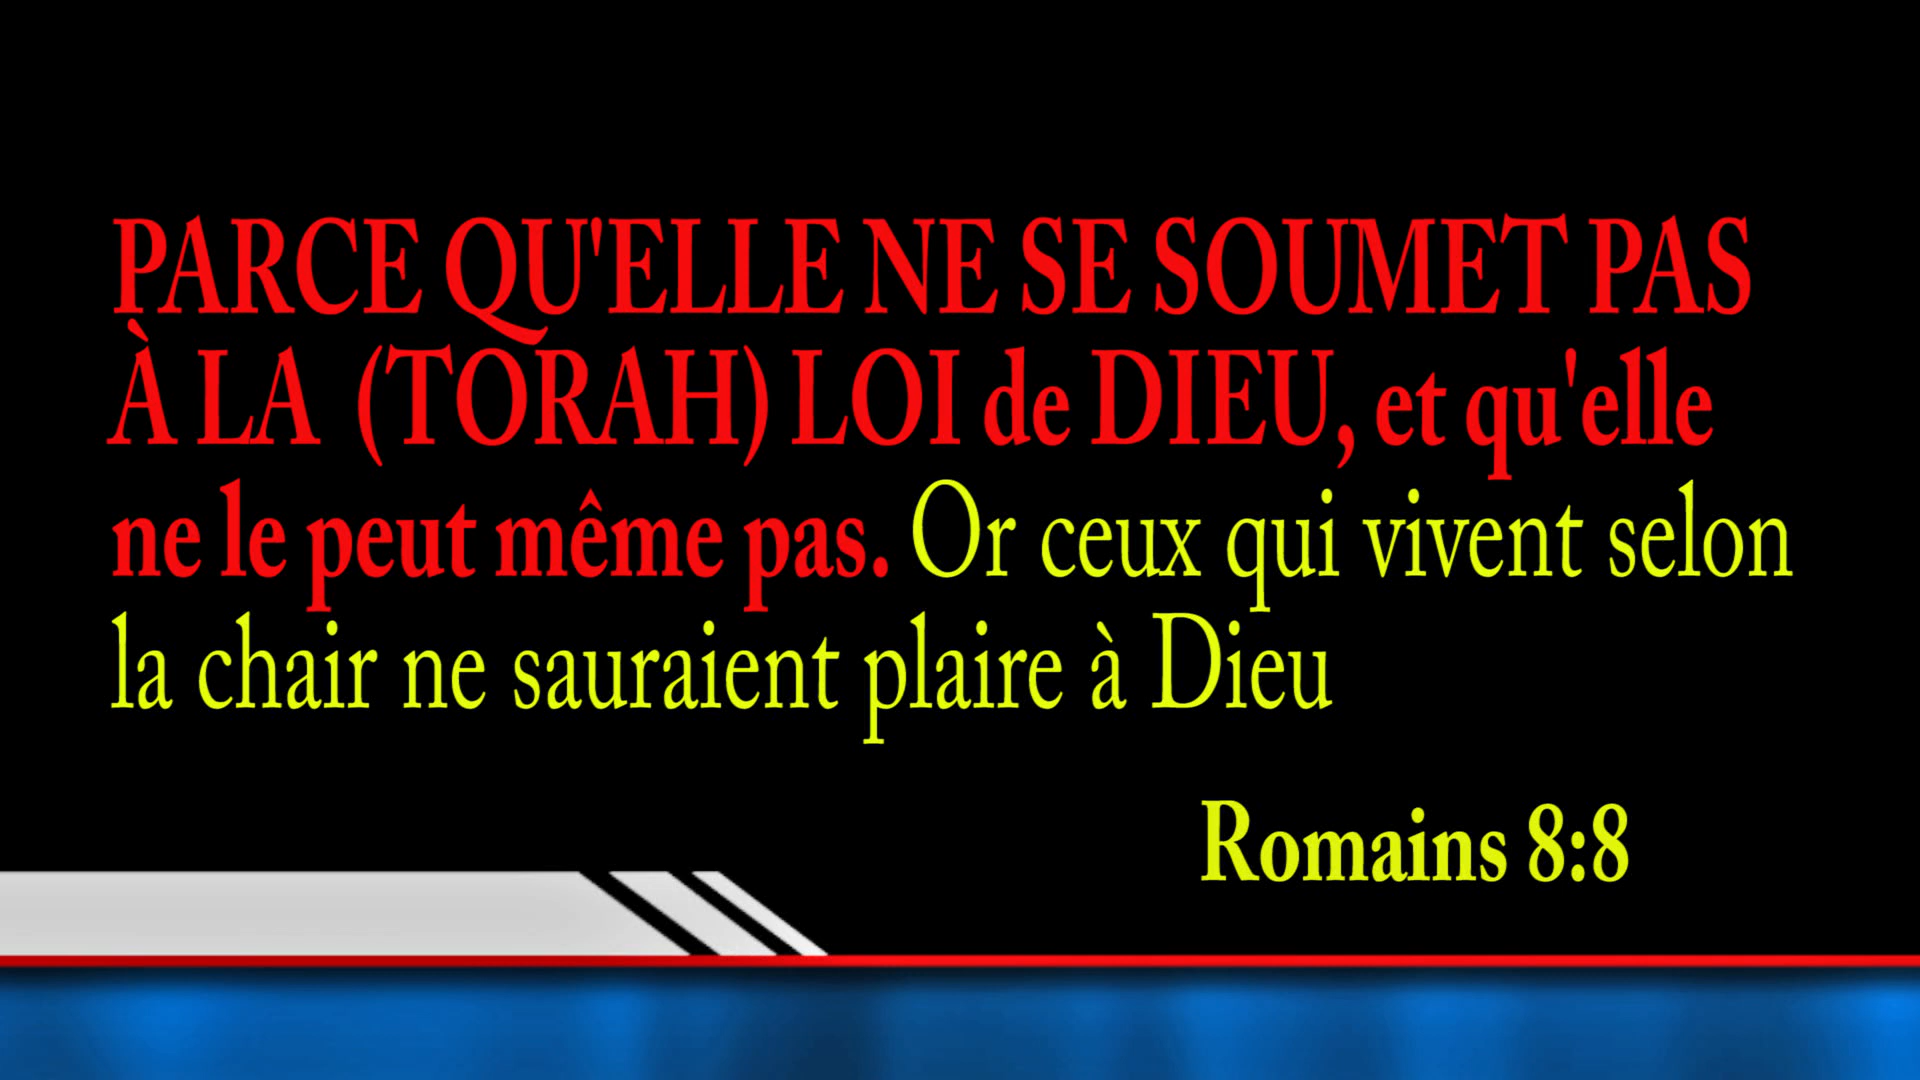 PARCE QU'ELLE NE SE SOUMET PAS
À LA (TORAH) LOI de DIEU, et qu'elle
ne le peut même pas. Or ceux qui vivent selon
la chair ne sauraient plaire à Dieu
Romains 8:8